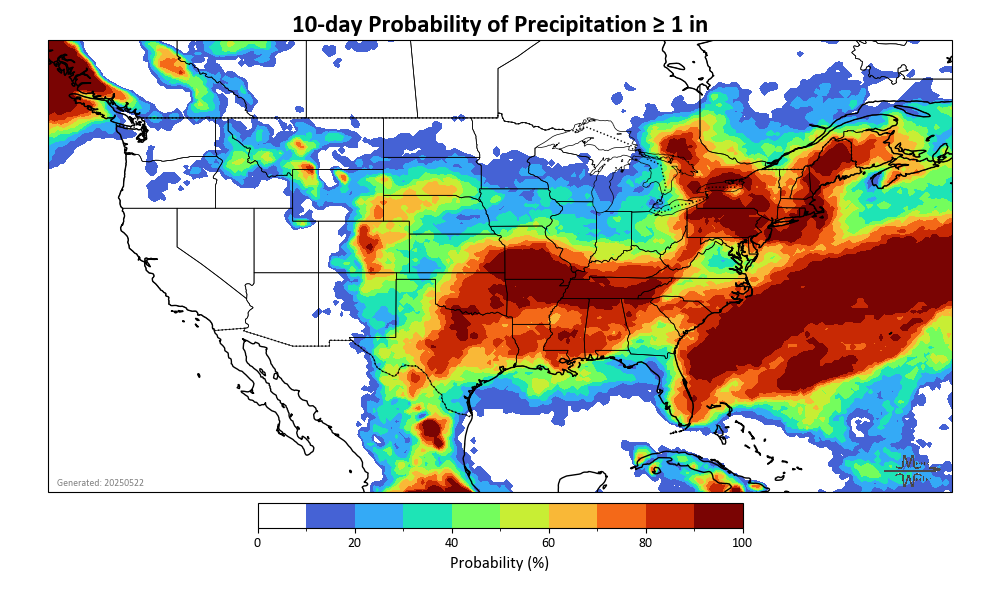 10-day Probability of Precipitation ≥ 1 in
Generated: 20250522
0 20 40 60 80 100
Probability (%)